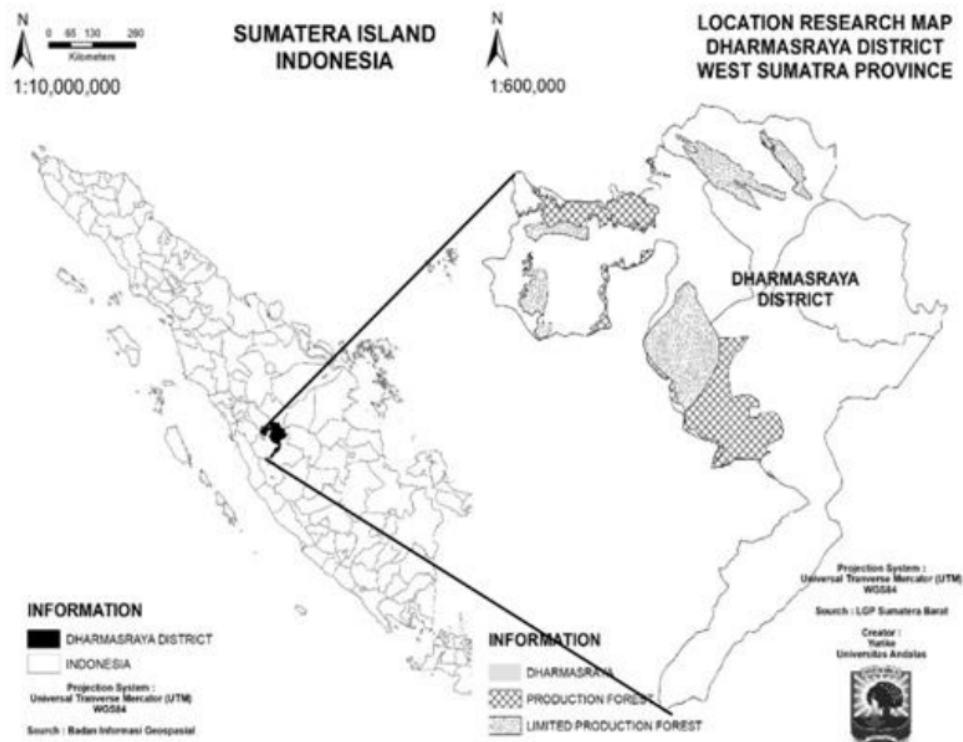 N
0 65 130 260
Kilometers
1:10,000,000
SUMATERA ISLAND
INDONESIA
N
1:600,000
LOCATION RESEARCH MAP
DHARMASRAYA DISTRICT
WEST SUMATRA PROVINCE
DHARMASRAYA
DISTRICT
INFORMATION
DHARMASRAYA DISTRICT
INDONESIA
Projection System :
Universal Tranverse Mercator (UTM)
WGS84
Sourch : Badan Informasi Geospasial
INFORMATION
DHARMASRAYA
PRODUCTION FOREST
LIMITED PRODUCTION FOREST
Projection System :
Universal Tranverse Mercator (UTM)
WGS84
Sourch : LGP Sumatera Barat
Creator :
Yurike
Universitas Andalas